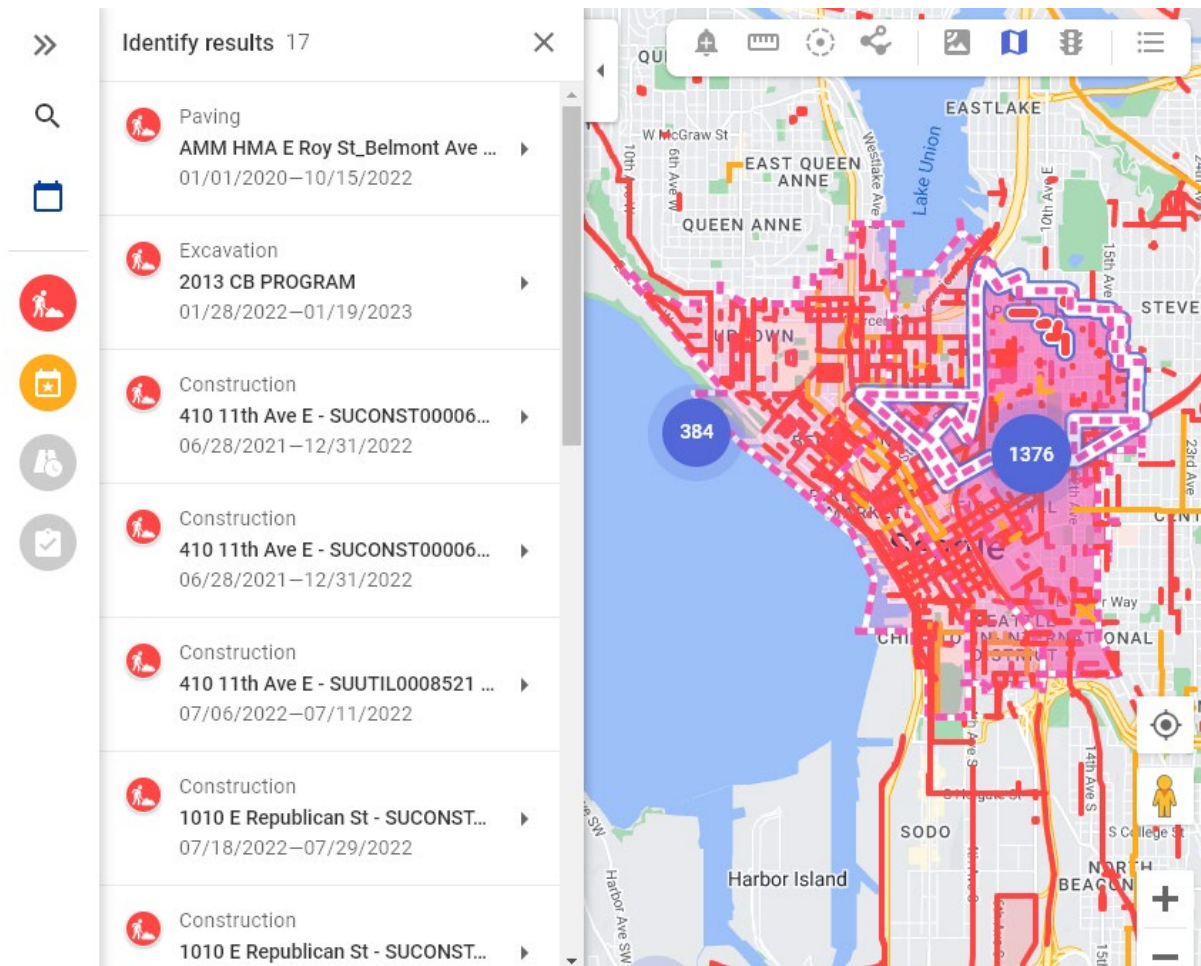 Identify results 17
Paving
AMM HMA E Roy St_Belmont Ave ...
01/01/2020—10/15/2022
Excavation
2013 CB PROGRAM
01/28/2022—01/19/2023
Construction
410 11th Ave E - SUCONST00006...
06/28/2021—12/31/2022
Construction
410 11th Ave E - SUCONST00006...
06/28/2021—12/31/2022
Construction
410 11th Ave E - SUUTIL0008521 ...
07/06/2022—07/11/2022
Construction
1010 E Republican St - SUCONST...
07/18/2022—07/29/2022
Construction
1010 E Republican St - SUCONST...
EASTLAKE
W McGraw St
10th Ave W
6th Ave W
EAST QUEEN
ANNE
QUEEN ANNE
Westlake Ave
Lake Union
10th Ave E
15th Ave
STEVE
384
1376
23rd Ave
CENT
Seattle
r Way
CHI
DISTRICT
ONAL
14th Ave S
S College St
SODO
NORTH
BEACON
Harbor Island
Harbor Ave SW